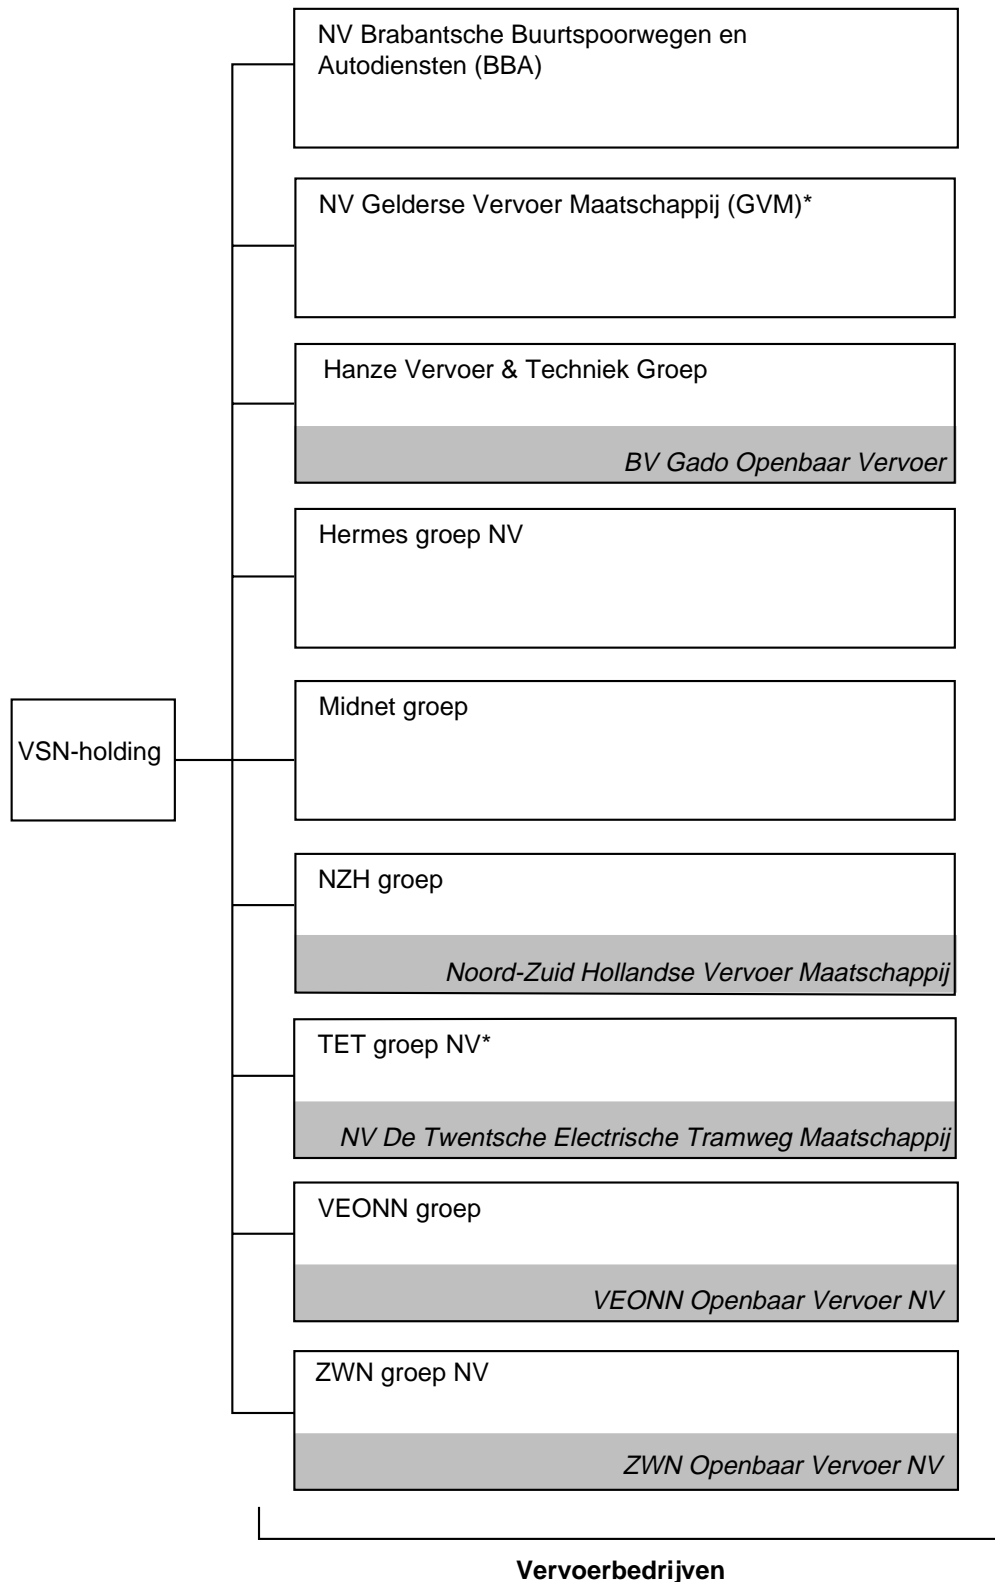 NV Brabantsche Buurtspoorwegen en
Autodiensten (BBA)
NV Gelderse Vervoer Maatschappij (GVM)*
Hanze Vervoer & Techniek Groep
BV Gado Openbaar Vervoer
Hermes groep NV
Midnet groep
VSN-holding
NZH groep
Noord-Zuid Hollandse Vervoer Maatschappij
TET groep NV*
NV De Twentsche Electrische Tramweg Maatschappij
VEONN groep
VEONN Openbaar Vervoer NV
ZWN groep NV
ZWN Openbaar Vervoer NV
Vervoerbedrijven